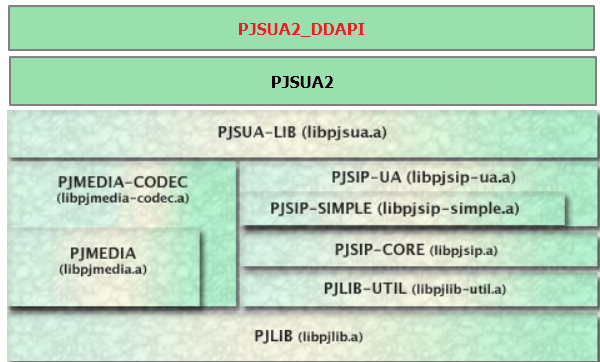 PJSUA2_DDAPI
PJSUA2
PJSUA-LIB (libpjsua.a)
PJMEDIA-CODEC
(libpjmedia-codec.a)
PJMEDIA
(libpjmedia.a)
PJSIP-UA (libpjsip-ua.a)
PJSIP-SIMPLE (libpjsip-simple.a)
PJSIP-CORE (libpjsip.a)
PJLIB-UTIL (libpjlib-util.a)
PJLIB (libpjlib.a)